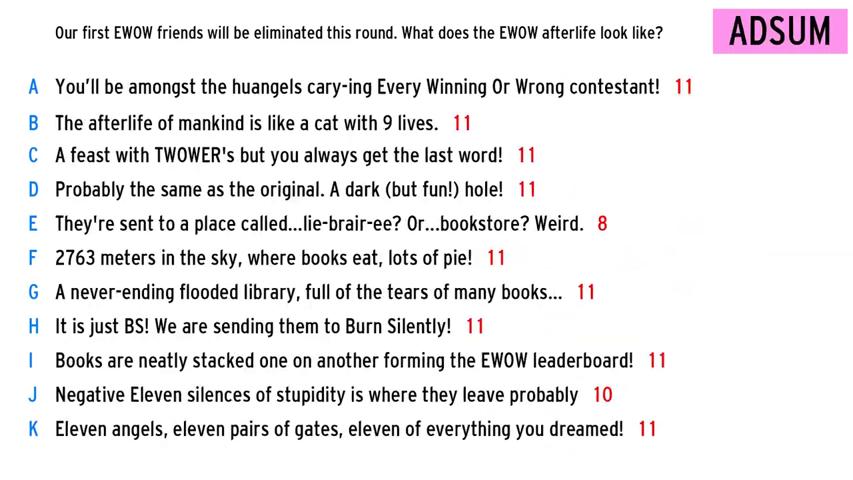 Our first EWOW friends will be eliminated this round. What does the EWOW afterlife look like?
ADSUM
A You'll be amongst the huangels cary-ing Every Winning Or Wrong contestant! 11
B The afterlife of mankind is like a cat with 9 lives. 11
C A feast with TWOWER's but you always get the last word! 11
D Probably the same as the original. A dark (but fun!) hole! 11
E They're sent to a place called...lie-brair-ee? Or...bookstore? Weird. 8
F 2763 meters in the sky, where books eat, lots of pie! 11
G A never-ending flooded library, full of the tears of many books... 11
H It is just BS! We are sending them to Burn Silently! 11
I Books are neatly stacked one on another forming the EWOW leaderboard! 11
J Negative Eleven silences of stupidity is where they leave probably 10
K Eleven angels, eleven pairs of gates, eleven of everything you dreamed! 11